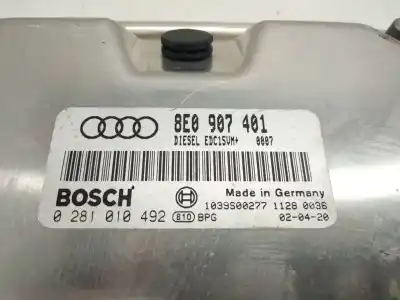 8E0 907 401
DIESEL EDC15VM+ 0007
BOSCH
Made in Germany
0 281 010 492 810 BPG
1039S00277 1128 0036
02-04-20